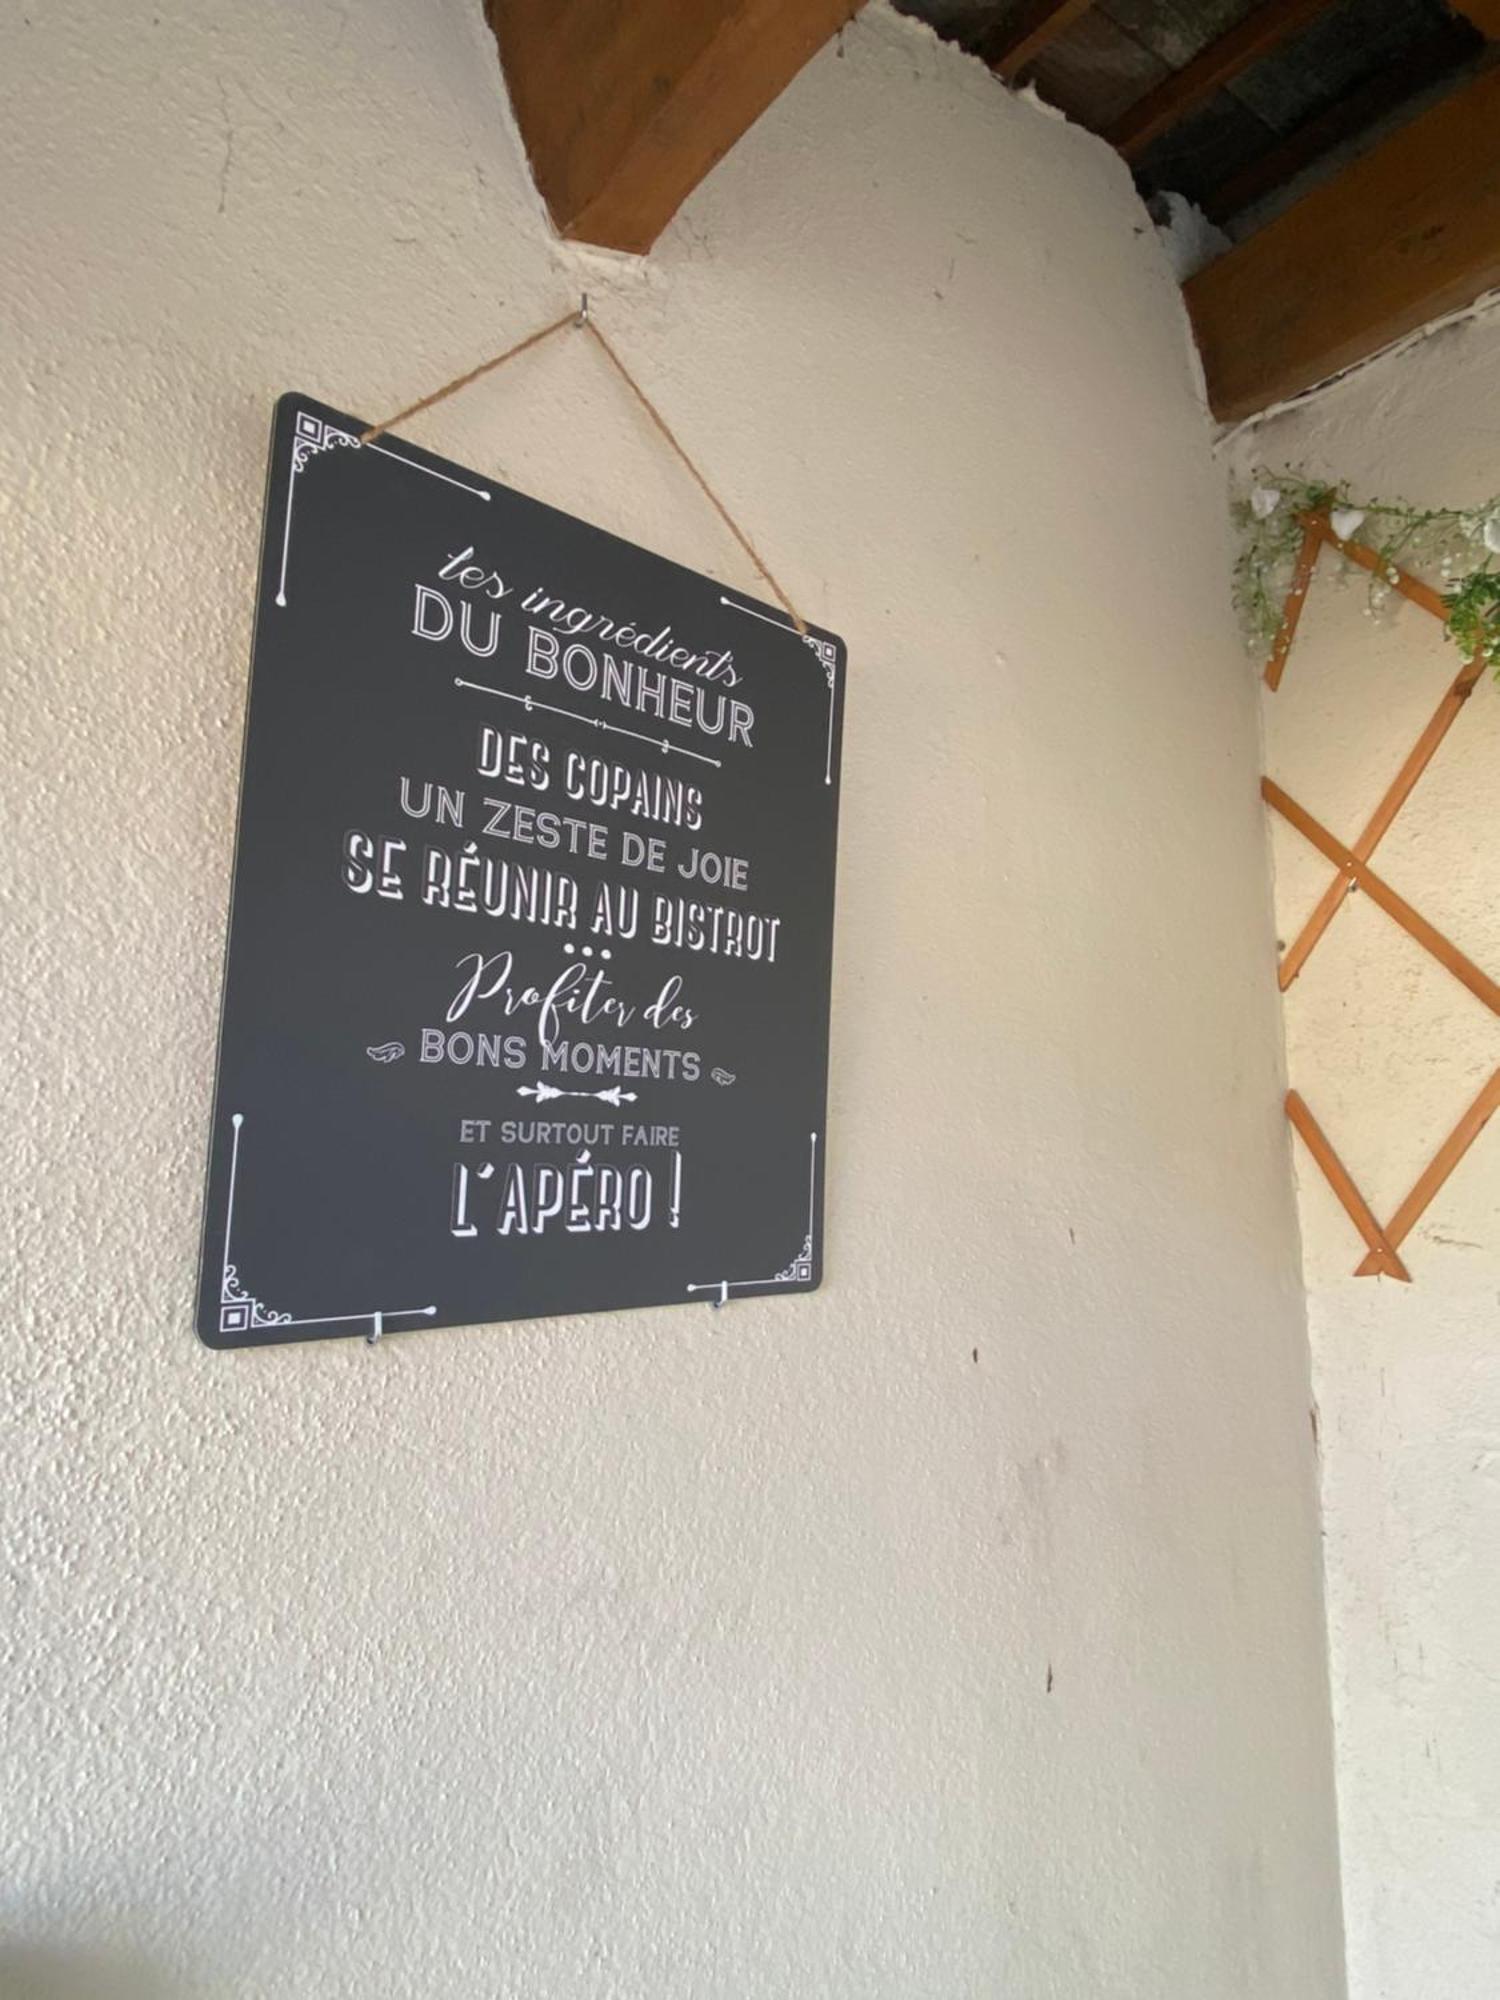 les ingrédients
DU BONHEUR
DES COPAINS
UN ZESTE DE JOIE
SE RÉUNIR AU BISTROT
...
Profiter des
BONS MOMENTS
ET SURTOUT FAIRE
L'APÉRO !